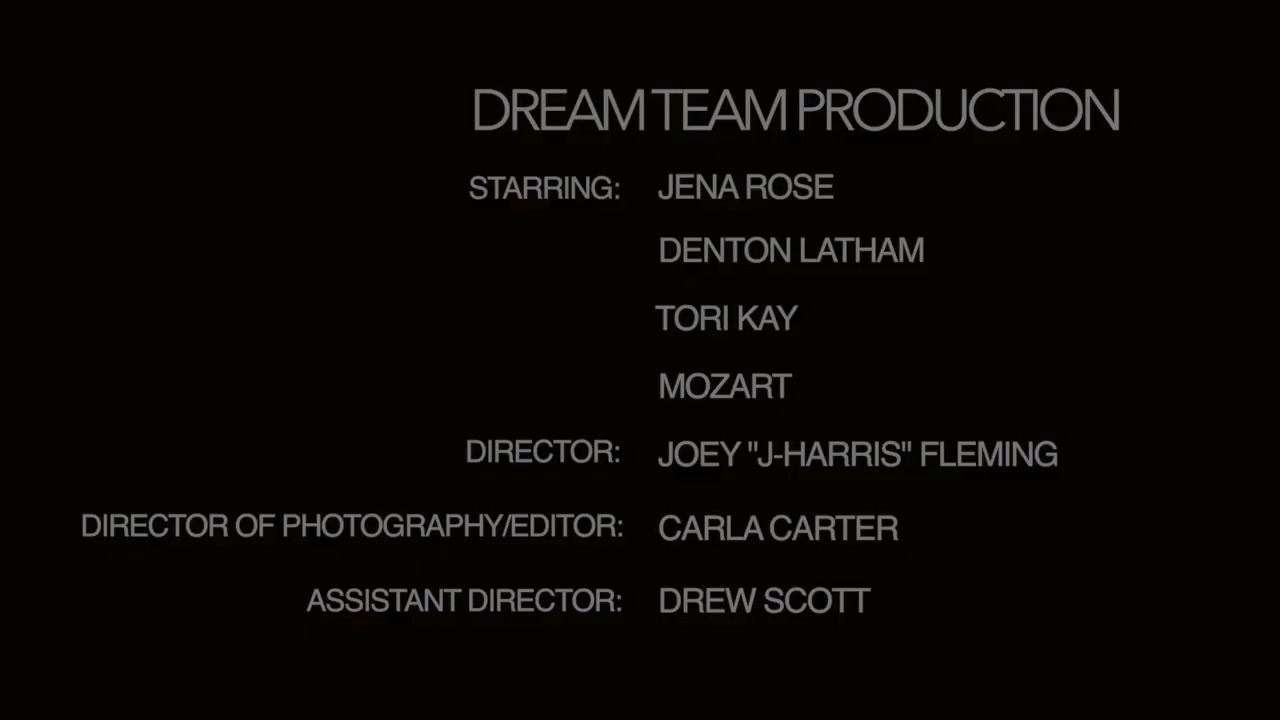 DREAM TEAM PRODUCTION
STARRING: JENA ROSE
DENTON LATHAM
TORI KAY
MOZART
DIRECTOR: JOEY "J-HARRIS" FLEMING
DIRECTOR OF PHOTOGRAPHY/EDITOR: CARLA CARTER
ASSISTANT DIRECTOR: DREW SCOTT